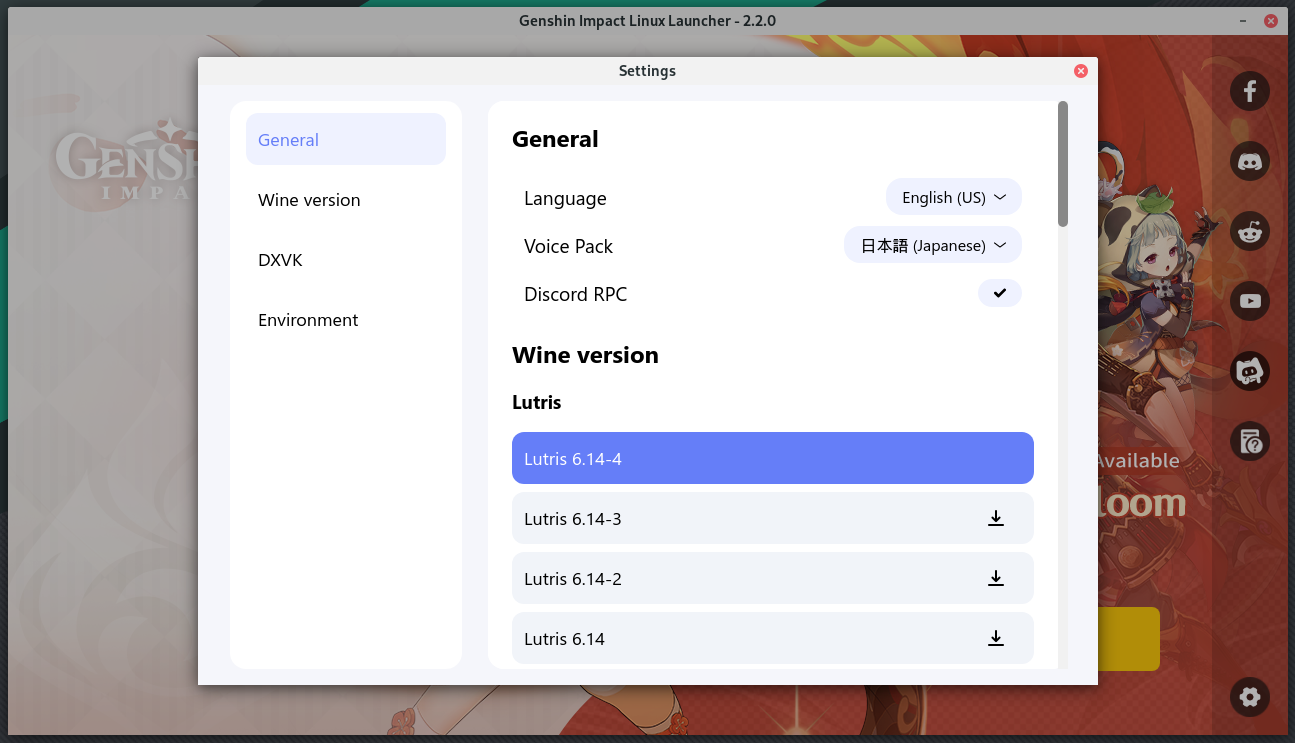 Genshin Impact Linux Launcher - 2.2.0
Settings
General
Wine version
DXVK
Environment
General
Language
English (US)
Voice Pack
日本語 (Japanese)
Discord RPC
Wine version
Lutris
Lutris 6.14-4
Lutris 6.14-3
Lutris 6.14-2
Lutris 6.14
GENSH
IMPA
Available
loom